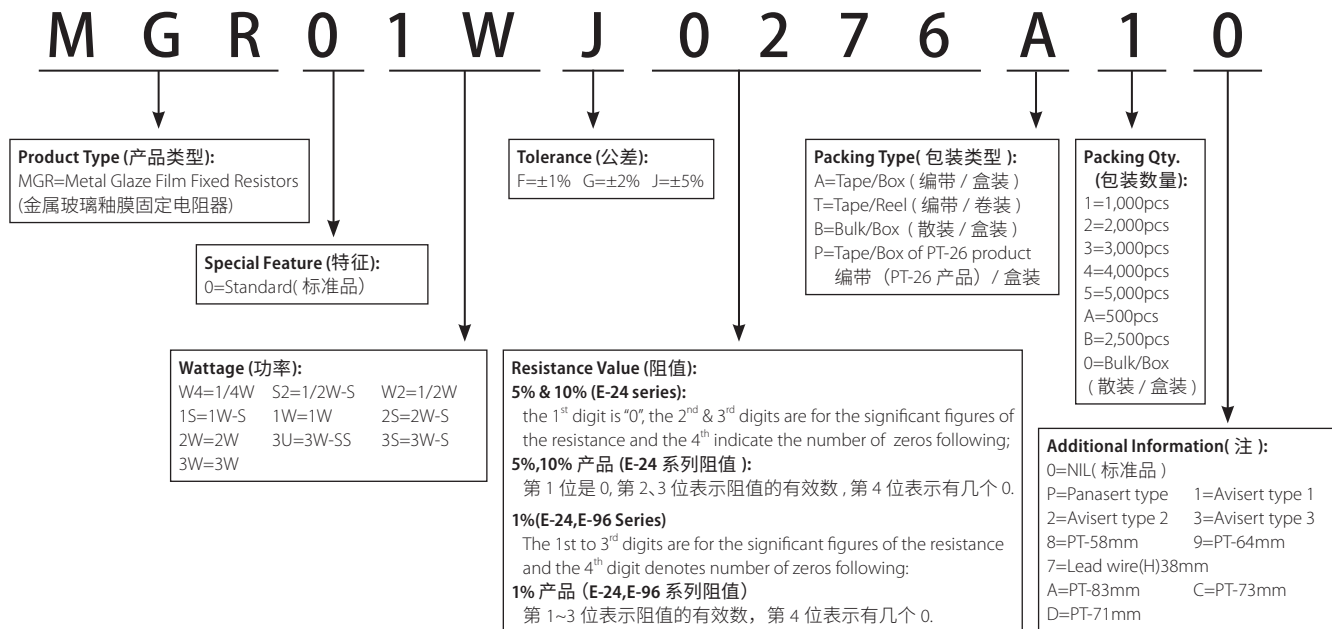 M G R 0 1 W J 0 2 7 6 A 1 0
Product Type (产品类型):
MGR=Metal Glaze Film Fixed Resistors
(金属玻璃釉膜固定电阻器)
Special Feature (特征):
0=Standard( 标准品)
Wattage (功率):
W4=1/4W S2=1/2W-S W2=1/2W
1S=1W-S 1W=1W 2S=2W-S
2W=2W 3U=3W-SS 3S=3W-S
3W=3W
Tolerance (公差):
F=±1% G=±2% J=±5%
Resistance Value (阻值):
5% & 10% (E-24 series):
the 1st digit is "0", the 2nd & 3rd digits are for the significant figures of
the resistance and the 4th indicate the number of zeros following;
5%,10% 产品 (E-24 系列阻值 ):
第 1 位是 0, 第 2、3 位表示阻值的有效数 , 第 4 位表示有几个 0.
1%(E-24,E-96 Series)
The 1st to 3rd digits are for the significant figures of the resistance
and the 4th digit denotes number of zeros following:
1% 产品 (E-24,E-96 系列阻值)
第 1~3 位表示阻值的有效数，第 4 位表示有几个 0.
Packing Type( 包装类型 ):
A=Tape/Box ( 编带 / 盒装 )
T=Tape/Reel ( 编带 / 卷装 )
B=Bulk/Box ( 散装 / 盒装 )
P=Tape/Box of PT-26 product
编带（PT-26 产品）/ 盒装
Packing Qty.
(包装数量):
1=1,000pcs
2=2,000pcs
3=3,000pcs
4=4,000pcs
5=5,000pcs
A=500pcs
B=2,500pcs
0=Bulk/Box
( 散装 / 盒装 )
Additional Information( 注 ):
0=NIL( 标准品 )
P=Panasert type 1=Avisert type 1
2=Avisert type 2 3=Avisert type 3
8=PT-58mm 9=PT-64mm
7=Lead wire(H)38mm
A=PT-83mm C=PT-73mm
D=PT-71mm